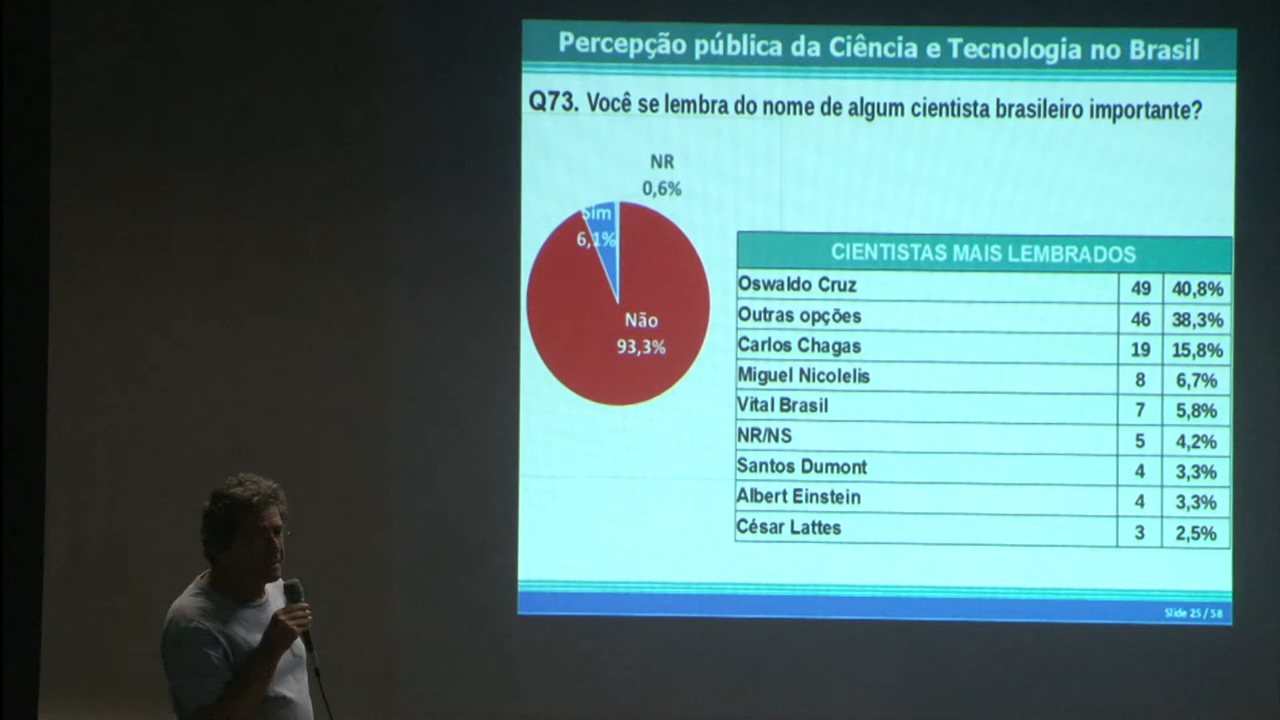 Percepção pública da Ciência e Tecnologia no Brasil
Q73. Você se lembra do nome de algum cientista brasileiro importante?
NR
0,6%
Sim
6,1%
Não
93,3%
CIENTISTAS MAIS LEMBRADOS
Oswaldo Cruz 49 40,8%
Outras opções 46 38,3%
Carlos Chagas 19 15,8%
Miguel Nicolelis 8 6,7%
Vital Brasil 7 5,8%
NR/NS 5 4,2%
Santos Dumont 4 3,3%
Albert Einstein 4 3,3%
César Lattes 3 2,5%
Slide 25 / 58